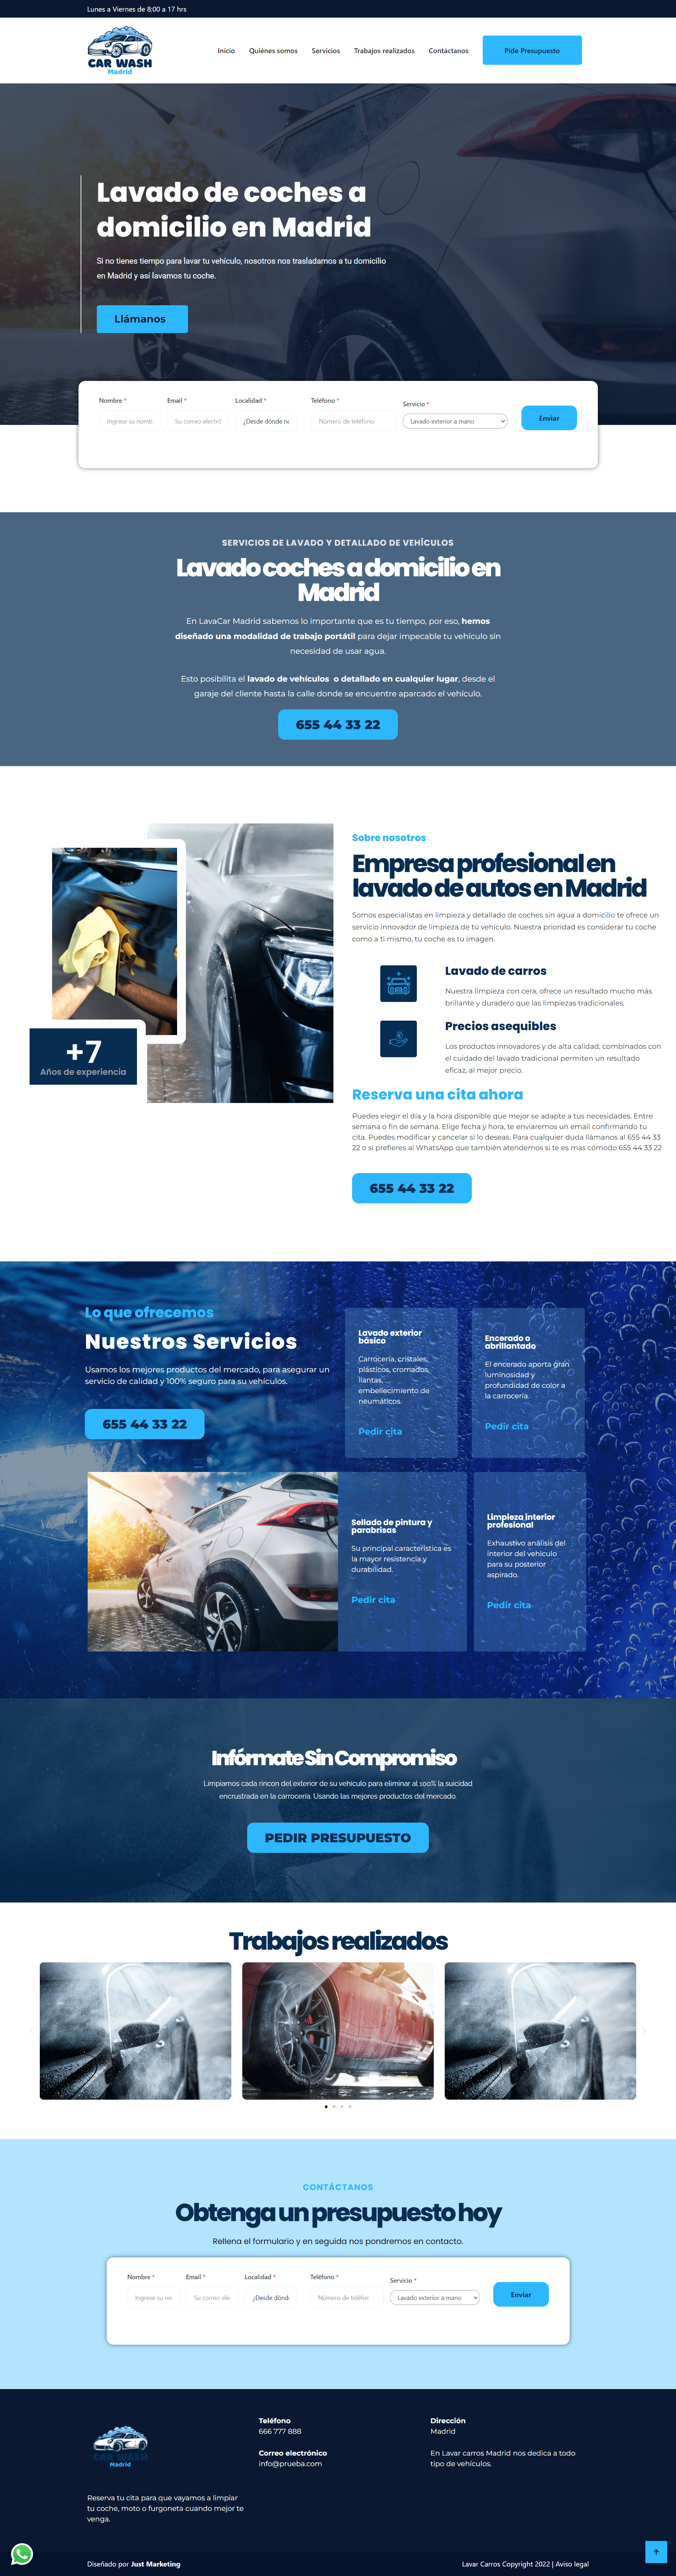 Lunes a Viernes de 8:00 a 17 hrs
CAR WASH
Madrid
Inicio
Quiénes somos
Servicios
Trabajos realizados
Contáctanos
Pide Presupuesto
Lavado de coches a
domicilio en Madrid
Si no tienes tiempo para lavar tu vehículo, nosotros nos trasladamos a tu domicilio
en Madrid y así lavamos tu coche.
Llámanos
Nombre *
Email *
Localidad *
Teléfono *
Servicio *
Ingrese su nomb
Su correo electró
¿Desde dónde no
Número de teléfono
Lavado exterior a mano
Enviar
SERVICIOS DE LAVADO Y DETALLADO DE VEHÍCULOS
Lavado coches a domicilio en
Madrid
En LavaCar Madrid sabemos lo importante que es tu tiempo, por eso, hemos
diseñado una modalidad de trabajo portátil para dejar impecable tu vehículo sin
necesidad de usar agua.
Esto posibilita el lavado de vehículos o detallado en cualquier lugar, desde el
garaje del cliente hasta la calle donde se encuentre aparcado el vehículo.
655 44 33 22
+7
Años de experiencia
Sobre nosotros
Empresa profesional en
lavado de autos en Madrid
Somos especialistas en limpieza y detallado de coches sin agua a domicilio te ofrece un
servicio innovador de limpieza de tú vehículo. Nuestra prioridad es considerar tu coche
como a ti mismo, tu coche es tu imagen.
Lavado de carros
Nuestra limpieza con cera, ofrece un resultado mucho más
brillante y duradero que las limpiezas tradicionales.
Precios asequibles
Los productos innovadores y de alta calidad, combinados con
el cuidado del lavado tradicional permiten un resultado
eficaz, al mejor precio.
Reserva una cita ahora
Puedes elegir el día y la hora disponible que mejor se adapte a tus necesidades. Entre
semana o fin de semana. Elige fecha y hora, te enviaremos un email confirmando tu
cita. Puedes modificar y cancelar si lo deseas. Para cualquier duda llámanos al 655 44 33
22 o si prefieres al WhatsApp que también atendemos si te es mas cómodo 655 44 33 22
655 44 33 22
Lo que ofrecemos
Nuestros Servicios
Usamos los mejores productos del mercado, para asegurar un
servicio de calidad y 100% seguro para su vehículos.
655 44 33 22
Lavado exterior
básico
Carrocería, cristales,
plásticos, cromados,
llantas, ...
embellecimiento de
neumáticos.
Pedir cita
Encerado o
abrillantado
El encerado aporta gran
luminosidad y
profundidad de color a
la carrocería.
Pedir cita
Sellado de pintura y
parabrisas
Su principal característica es
la mayor resistencia y
durabilidad.
Pedir cita
Limpieza interior
profesional
Exhaustivo análisis del
interior del vehículo
para su posterior
aspirado.
Pedir cita
Infórmate Sin Compromiso
Limpiamos cada rincon del exterior de su vehículo para eliminar al 100% la suicidad
encrustrada en la carrocería. Usando las mejores productos del mercado.
PEDIR PRESUPUESTO
Trabajos realizados
CONTÁCTANOS
Obtenga un presupuesto hoy
Rellena el formulario y en seguida nos pondremos en contacto.
Nombre *
Email *
Localidad *
Teléfono *
Servicio *
Ingrese su no
Su correo ele
¿Desde dónde
Número de teléfor
Lavado exterior a mano
Enviar
CAR WASH
Madrid
Reserva tu cita para que vayamos a limpiar
tu coche, moto o furgoneta cuando mejor te
venga.
Teléfono
666 777 888
Correo electrónico
info@prueba.com
Dirección
Madrid
En Lavar carros Madrid nos dedica a todo
tipo de vehículos.
Diseñado por Just Marketing
Lavar Carros Copyright 2022 | Aviso legal